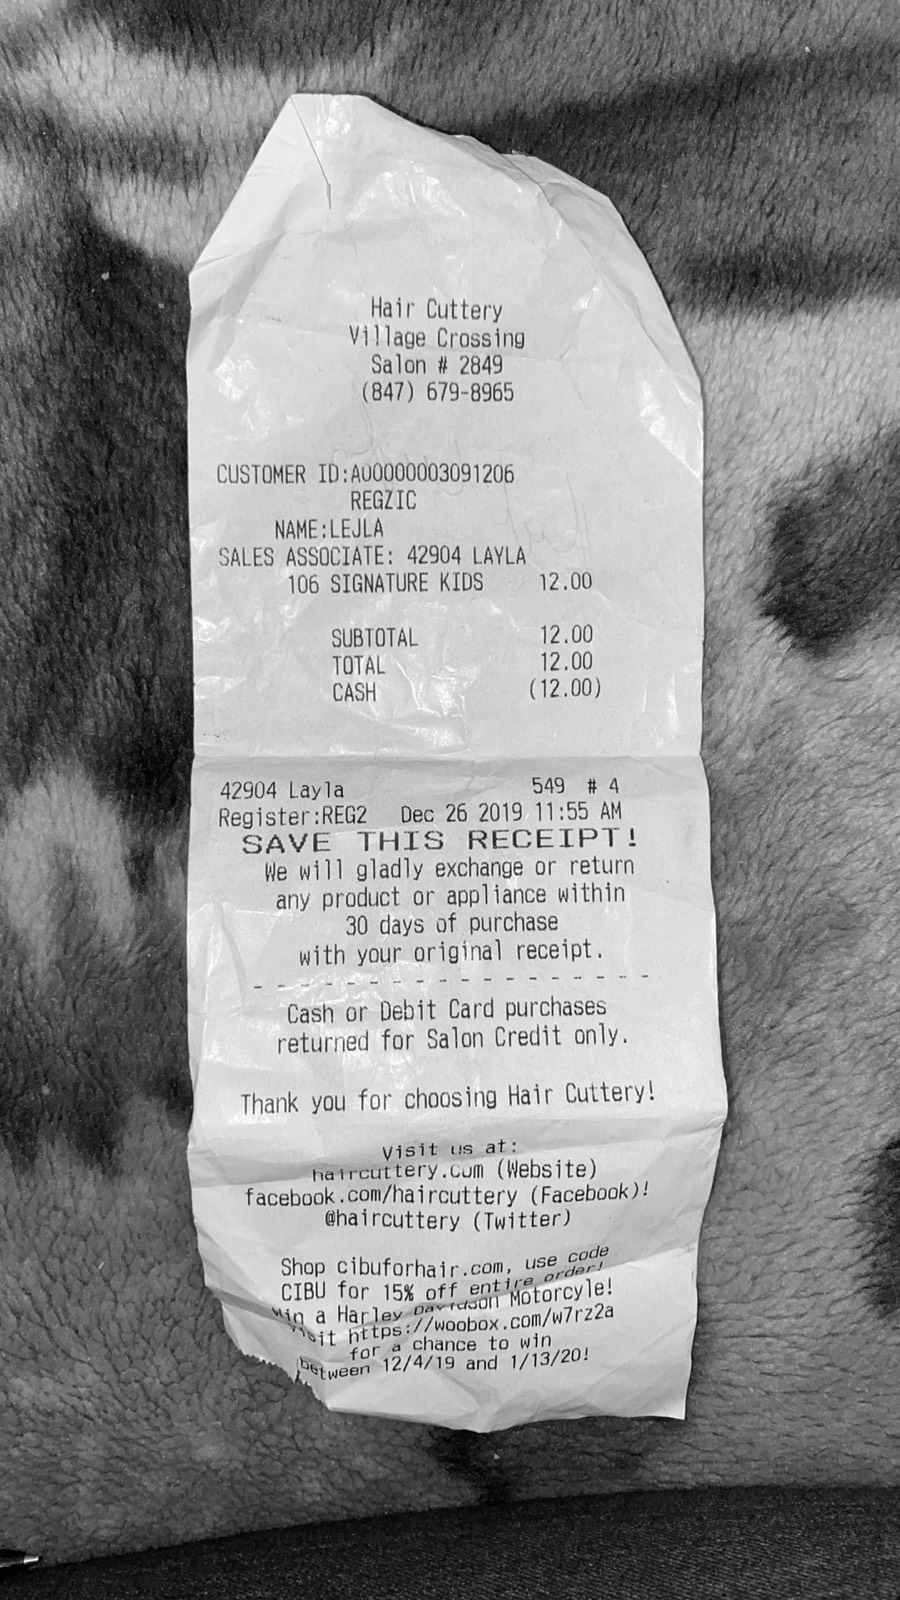 Hair Cuttery
Village Crossing
Salon # 2849
(847) 679-8965
CUSTOMER ID:A00000003091206
REGZIC
NAME:LEJLA
SALES ASSOCIATE: 42904 LAYLA
106 SIGNATURE KIDS 12.00
SUBTOTAL 12.00
TOTAL 12.00
CASH (12.00)
42904 Layla 549 # 4
Register:REG2 Dec 26 2019 11:55 AM
SAVE THIS RECEIPT!
We will gladly exchange or return
any product or appliance within
30 days of purchase
with your original receipt.
- - - - - - - - - - - - - - - - - - -
Cash or Debit Card purchases
returned for Salon Credit only.
Thank you for choosing Hair Cuttery!
Visit us at:
haircuttery.com (Website)
facebook.com/haircuttery (Facebook)!
@haircuttery (Twitter)
Shop cibuforhair.com, use code
CIBU for 15% off entire order!
Win a Harley Davidson Motorcyle!
Visit https://woobox.com/w7rz2a
for a chance to win
between 12/4/19 and 1/13/20!